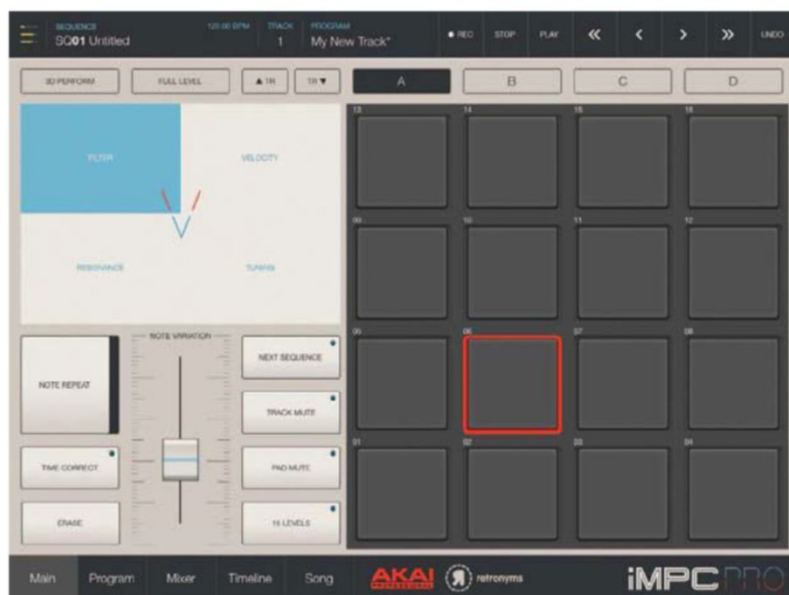 SEQUENCE
SQ01 Untitled
120.00 BPM
TRACK
1
PROGRAM
My New Track*
REC
STOP
PLAY
UNDO
3D PERFORM
FULL LEVEL
▲ TR
TR ▼
A
B
C
D
FILTER
VELOCITY
RESONANCE
TUNING
NOTE VARIATION
NOTE REPEAT
NEXT SEQUENCE
TRACK MUTE
TIME CORRECT
PAD MUTE
ERASE
16 LEVELS
13
14
15
16
09
10
11
12
05
06
07
08
01
02
03
04
Main
Program
Mixer
Timeline
Song
AKAI
PROFESSIONAL
retronyms
iMPC PRO